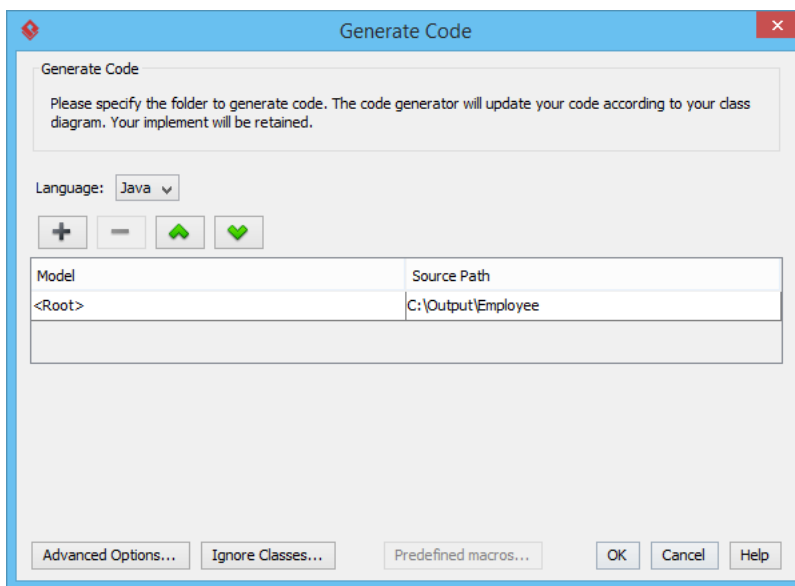 Generate Code
Generate Code
Please specify the folder to generate code. The code generator will update your code according to your class
diagram. Your implement will be retained.
Language: Java
Model Source Path
<Root> C:\Output\Employee
Advanced Options... Ignore Classes... Predefined macros... OK Cancel Help